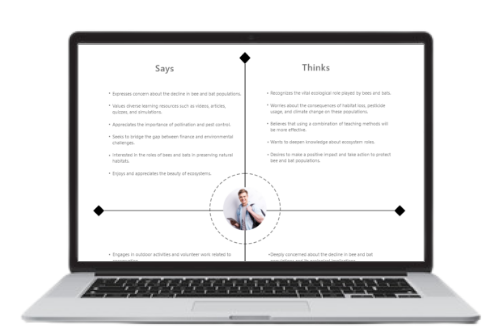 Says
• Expresses concern about the decline in bee and bat populations.
• Values diverse learning resources such as videos, articles,
quizzes, and simulations.
• Appreciates the importance of pollination and pest control.
• Seeks to bridge the gap between finance and environmental
challenges.
• Interested in the roles of bees and bats in preserving natural
habitats.
• Enjoys and appreciates the beauty of ecosystems.
Thinks
• Recognizes the vital ecological role played by bees and bats.
• Worries about the consequences of habitat loss, pesticide
usage, and climate change on these populations.
• Believes that using a combination of teaching methods will
be more effective.
• Wants to deepen knowledge about ecosystem roles.
• Desires to make a positive impact and take action to protect
bee and bat populations.
• Engages in outdoor activities and volunteer work related to
•Deeply concerned about the decline in bee and bat